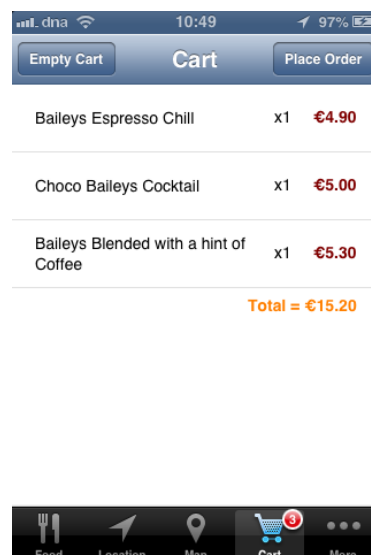 dna 10:49 97%
Empty Cart Cart Place Order
Baileys Espresso Chill x1 €4.90
Choco Baileys Cocktail x1 €5.00
Baileys Blended with a hint of
Coffee x1 €5.30
Total = €15.20
3
Food Location Map Cart More